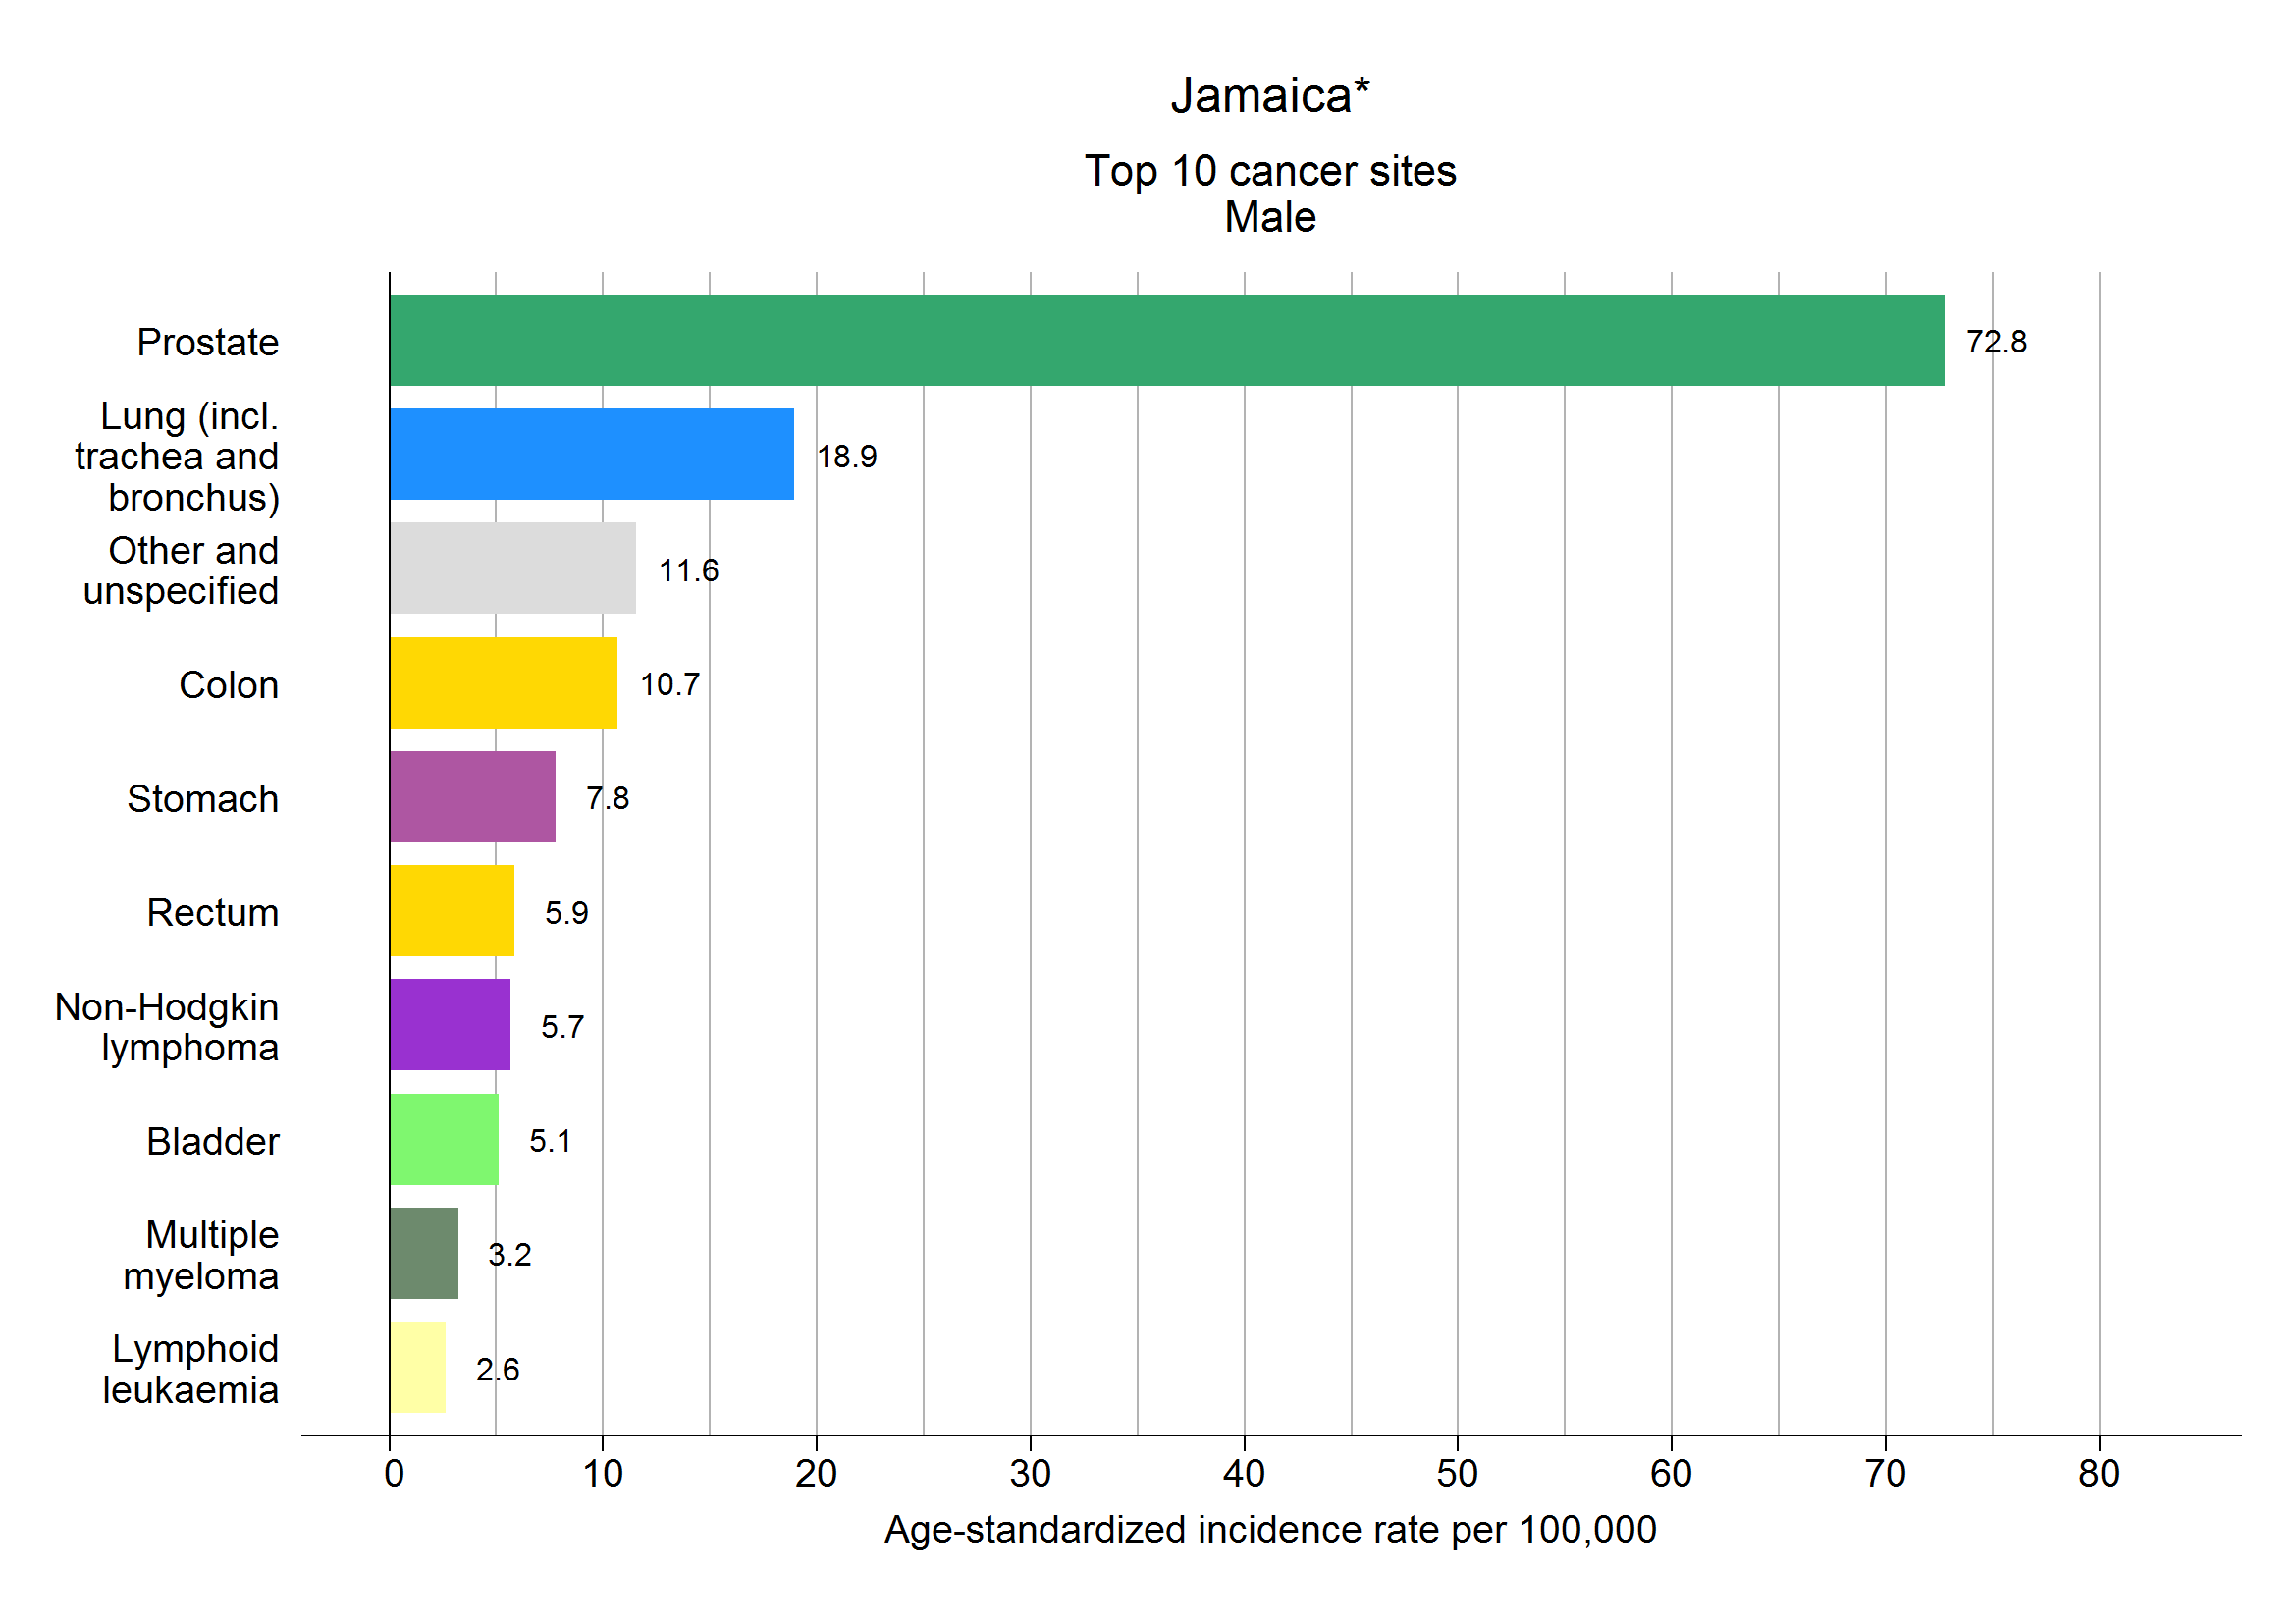 Jamaica*
Top 10 cancer sites
Male
Prostate
72.8
Lung (incl.
trachea and
bronchus)
18.9
Other and
unspecified
11.6
Colon
10.7
Stomach
7.8
Rectum
5.9
Non-Hodgkin
lymphoma
5.7
Bladder
5.1
Multiple
myeloma
3.2
Lymphoid
leukaemia
2.6
0 10 20 30 40 50 60 70 80
Age-standardized incidence rate per 100,000